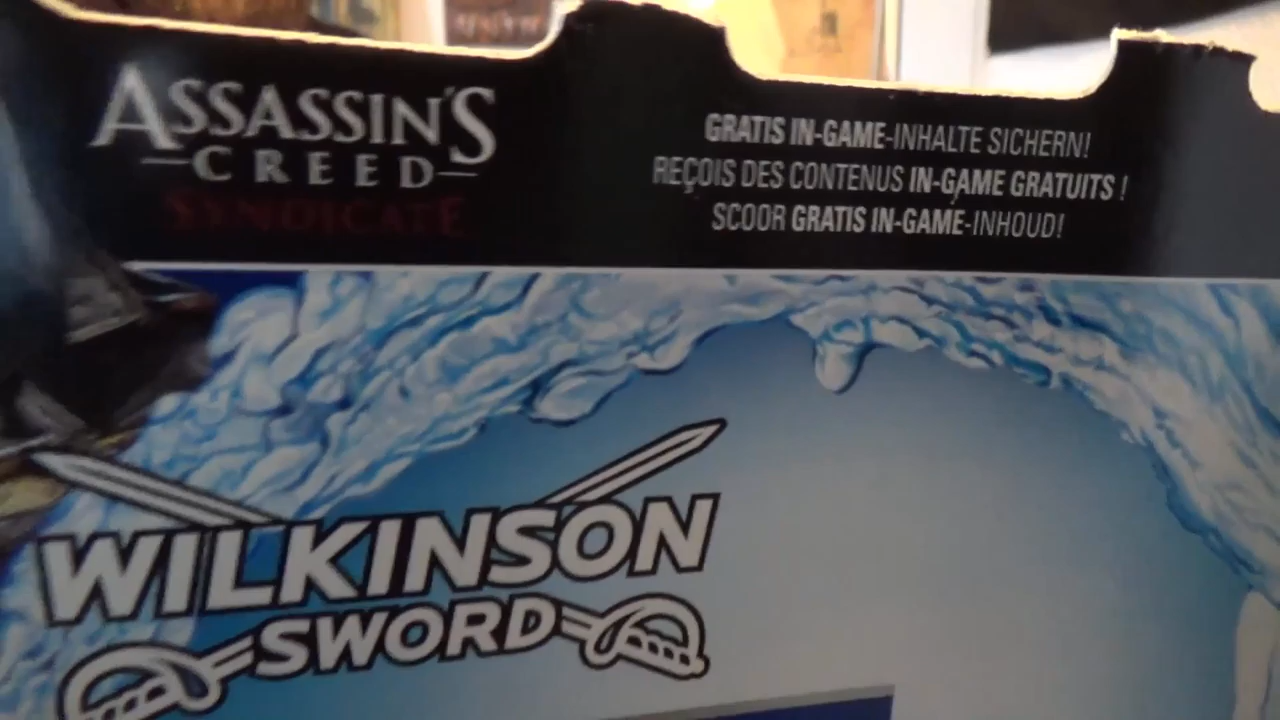 ASSASSIN'S
CREED
SYNDICATE
GRATIS IN-GAME-INHALTE SICHERN!
REÇOIS DES CONTENUS IN-GAME GRATUITS !
SCOOR GRATIS IN-GAME-INHOUD!
WILKINSON
SWORD